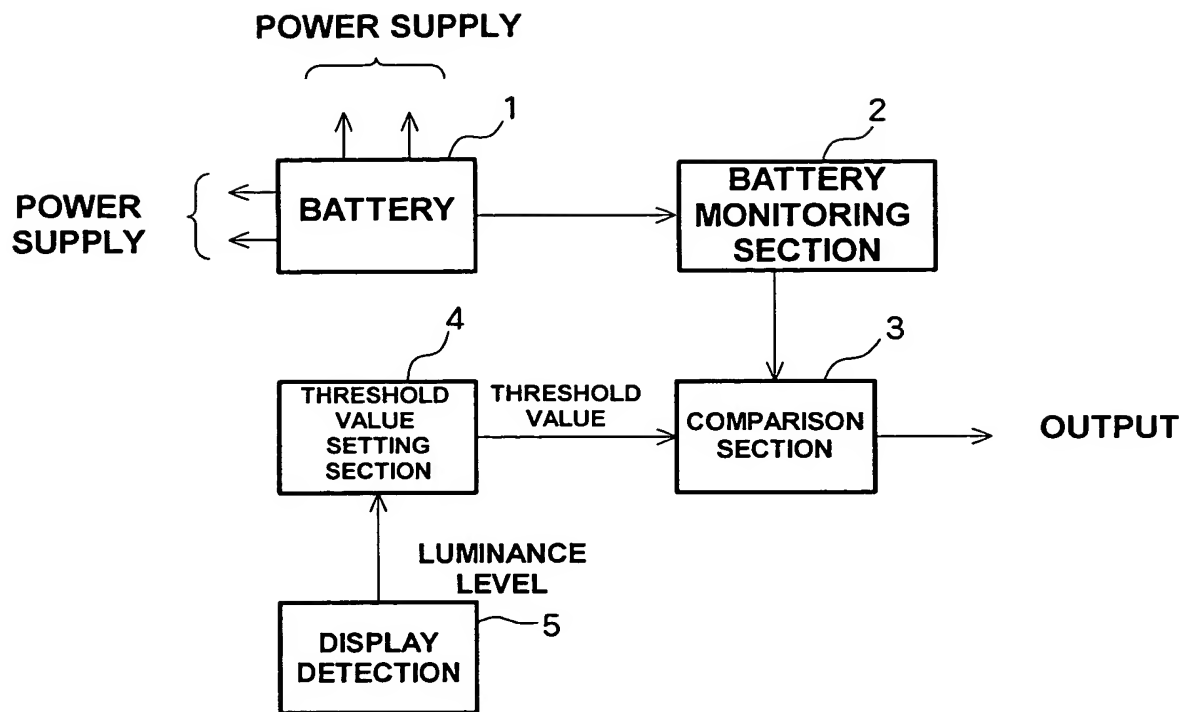 POWER SUPPLY
1
2
BATTERY
BATTERY
MONITORING
SECTION
POWER
SUPPLY
4
3
THRESHOLD
VALUE
SETTING
SECTION
THRESHOLD
VALUE
COMPARISON
SECTION
OUTPUT
LUMINANCE
LEVEL
5
DISPLAY
DETECTION